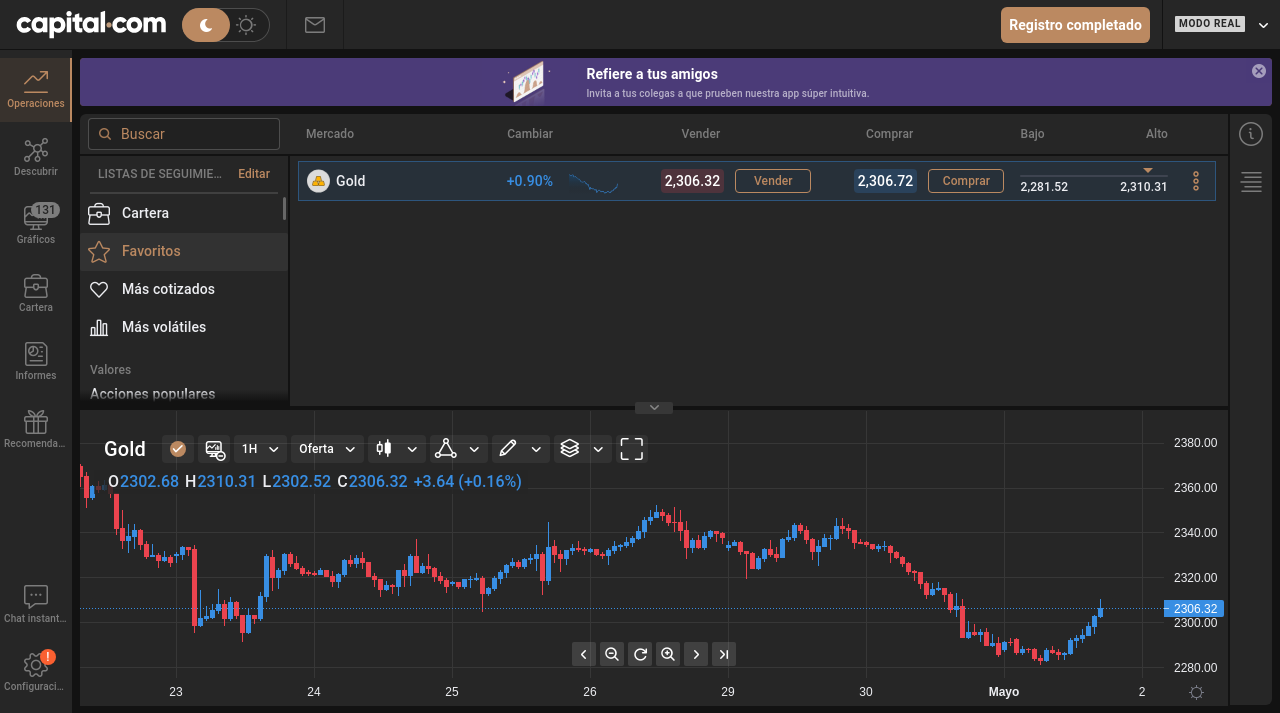 capital.com
Registro completado
MODO REAL
Refiere a tus amigos
Invita a tus colegas a que prueben nuestra app súper intuitiva.
Operaciones
Descubrir
131
Gráficos
Cartera
Informes
Recomenda...
Chat instant...
!
Configuraci...
Buscar
LISTAS DE SEGUIMIE... Editar
Cartera
Favoritos
Más cotizados
Más volátiles
Valores
Acciones populares
Mercado Cambiar Vender Comprar Bajo Alto
Gold +0.90% 2,306.32 Vender 2,306.72 Comprar 2,281.52 2,310.31
Gold 1H Oferta
O2302.68 H2310.31 L2302.52 C2306.32 +3.64 (+0.16%)
2380.00
2360.00
2340.00
2320.00
2306.32
2300.00
2280.00
23 24 25 26 29 30 Mayo 2